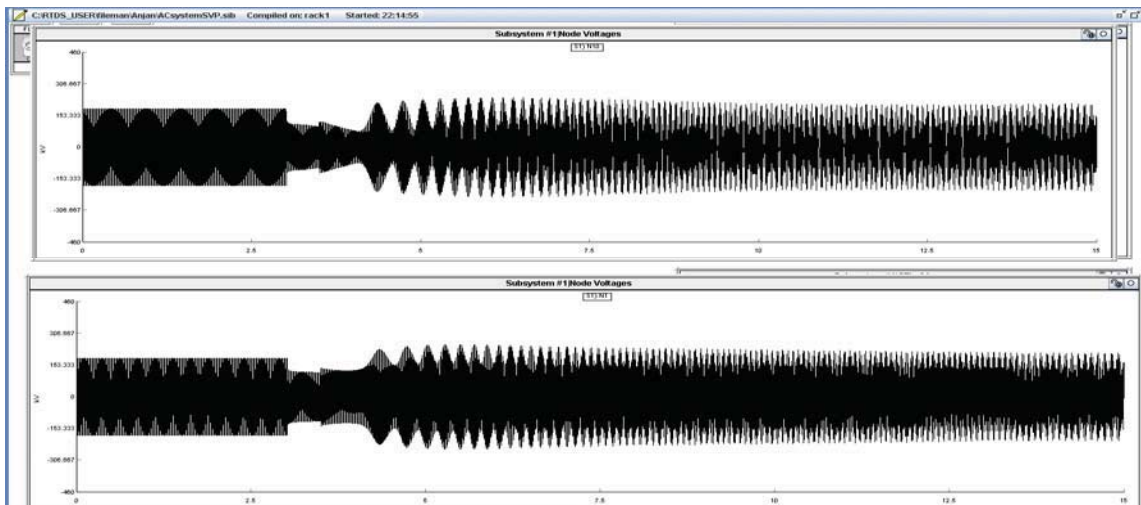 C:\RTDS_USER\fileman\Anjan\ACsystemSVP.sib Compiled on: rack1 Started: 22:14:55
Subsystem #1|Node Voltages
S1) N10
460
306.667
153.333
0
-153.333
-306.667
-460
kV
0 2.5 5 7.5 10 12.5 15
Subsystem #1|Node Voltages
S1) N1
460
306.667
153.333
0
-153.333
-306.667
-460
kV
0 2.5 5 7.5 10 12.5 15